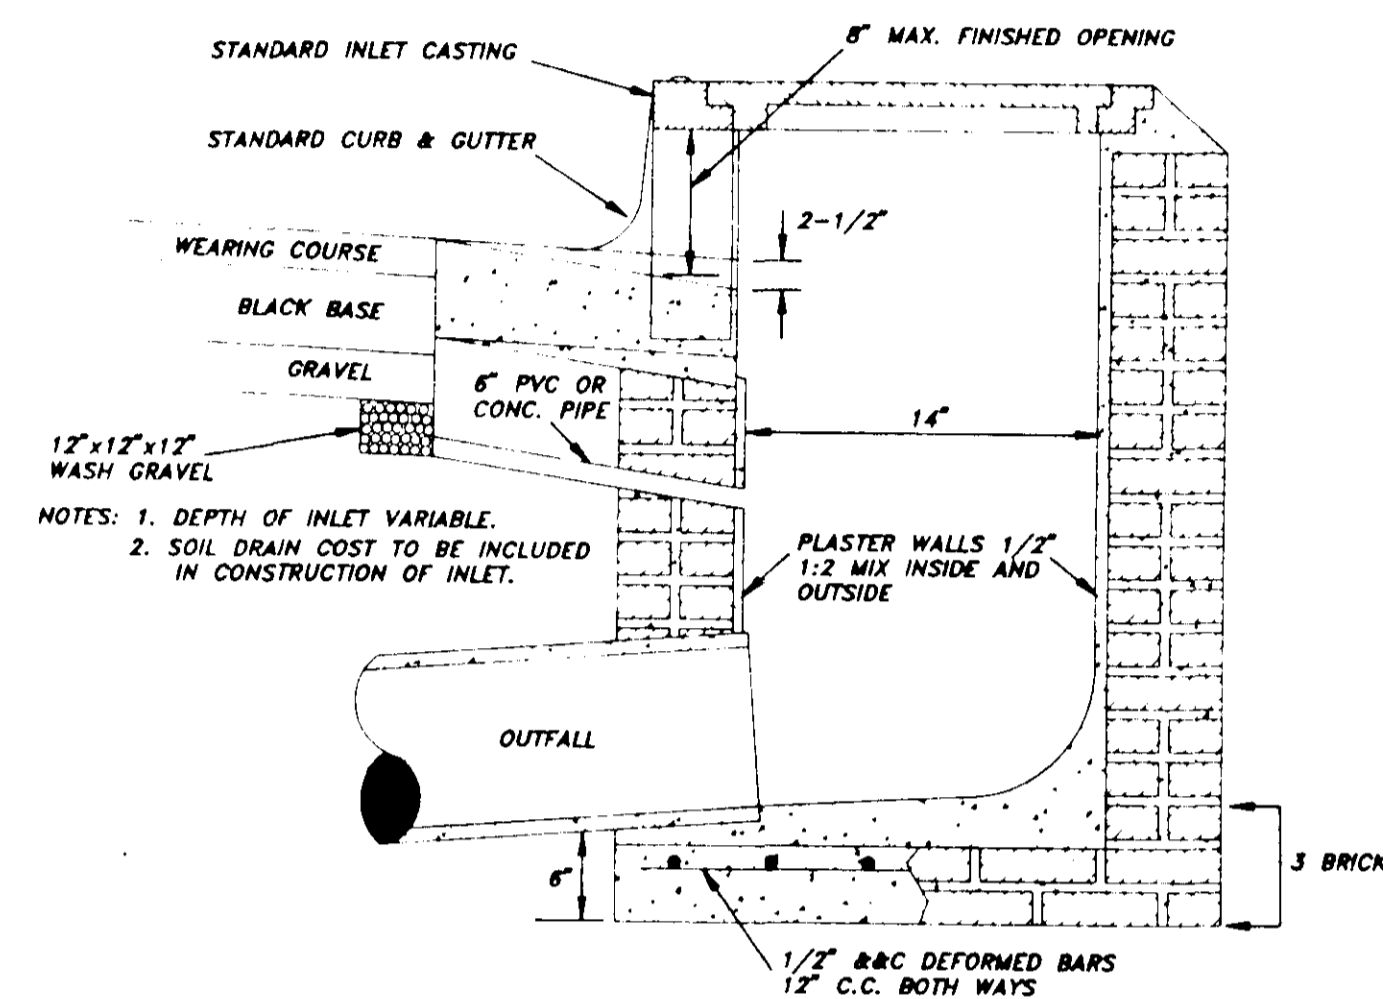 8" MAX. FINISHED OPENING
STANDARD INLET CASTING
STANDARD CURB & GUTTER
2-1/2"
WEARING COURSE
BLACK BASE
GRAVEL
6" PVC OR
CONC. PIPE
14"
12"x12"x12"
WASH GRAVEL
NOTES: 1. DEPTH OF INLET VARIABLE.
2. SOIL DRAIN COST TO BE INCLUDED
IN CONSTRUCTION OF INLET.
PLASTER WALLS 1/2"
1:2 MIX INSIDE AND
OUTSIDE
OUTFALL
6"
3 BRICK
1/2" &&C DEFORMED BARS
12" C.C. BOTH WAYS